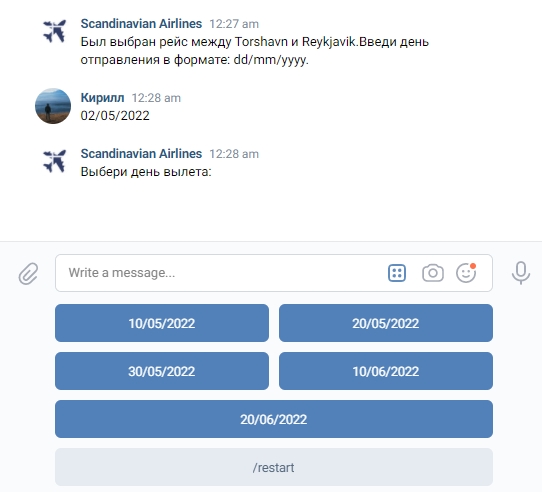 Scandinavian Airlines 12:27 am
Был выбран рейс между Torshavn и Reykjavik.Введи день
отправления в формате: dd/mm/yyyy.
Кирилл 12:28 am
02/05/2022
Scandinavian Airlines 12:28 am
Выбери день вылета:
Write a message...
10/05/2022 20/05/2022
30/05/2022 10/06/2022
20/06/2022
/restart